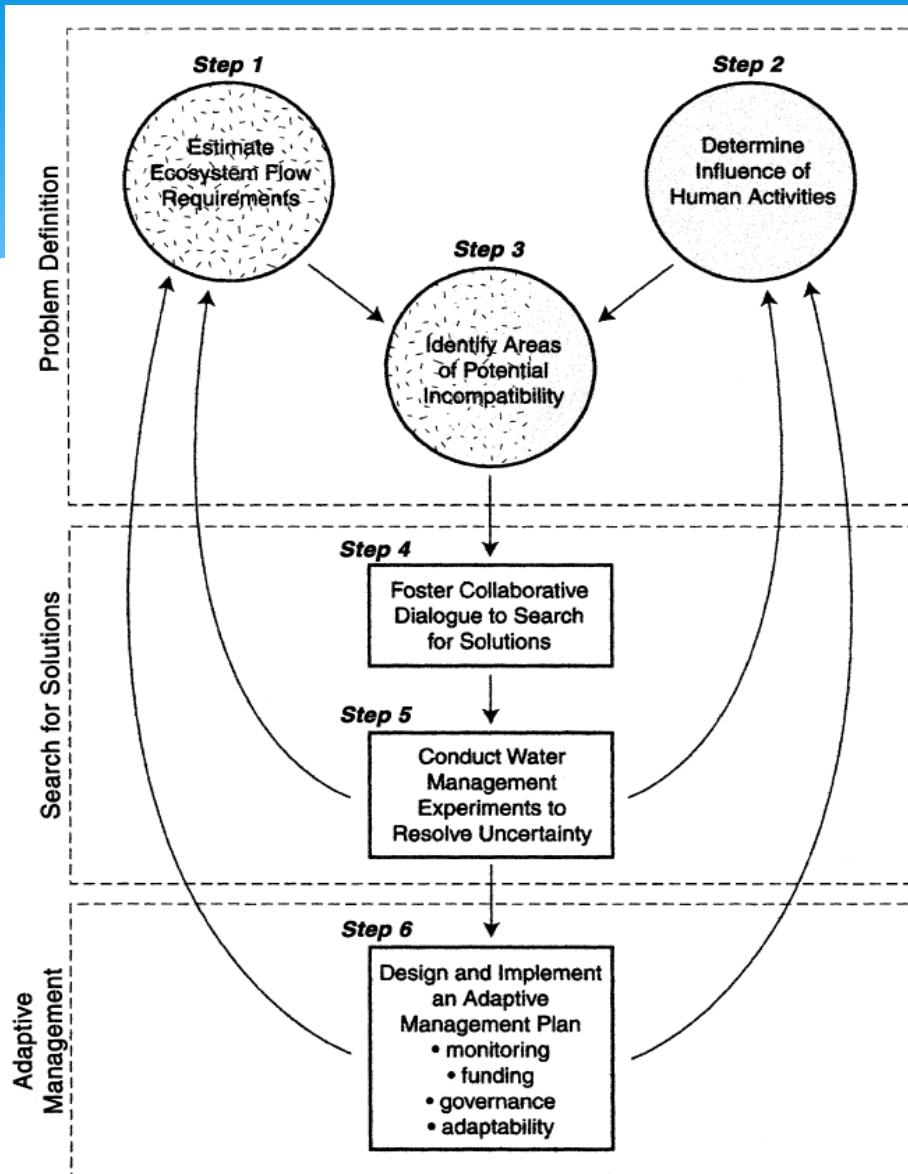 Step 1
Step 2
Estimate
Ecosystem Flow
Requirements
Determine
Influence of
Human Activities
Step 3
Identify Areas
of Potential
Incompatibility
Problem Definition
Step 4
Foster Collaborative
Dialogue to Search
for Solutions
Step 5
Conduct Water
Management
Experiments to
Resolve Uncertainty
Search for Solutions
Step 6
Design and Implement
an Adaptive
Management Plan
• monitoring
• funding
• governance
• adaptability
Adaptive
Management